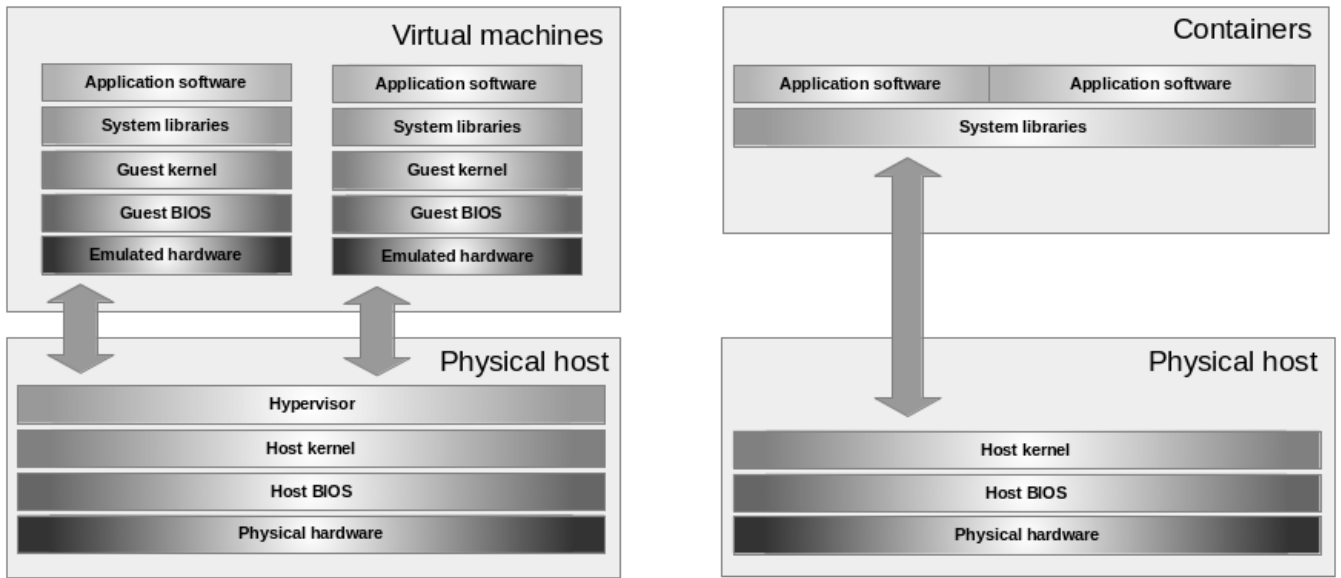 Virtual machines
Application software
System libraries
Guest kernel
Guest BIOS
Emulated hardware
Application software
System libraries
Guest kernel
Guest BIOS
Emulated hardware
Physical host
Hypervisor
Host kernel
Host BIOS
Physical hardware
Containers
Application software
Application software
System libraries
Physical host
Host kernel
Host BIOS
Physical hardware